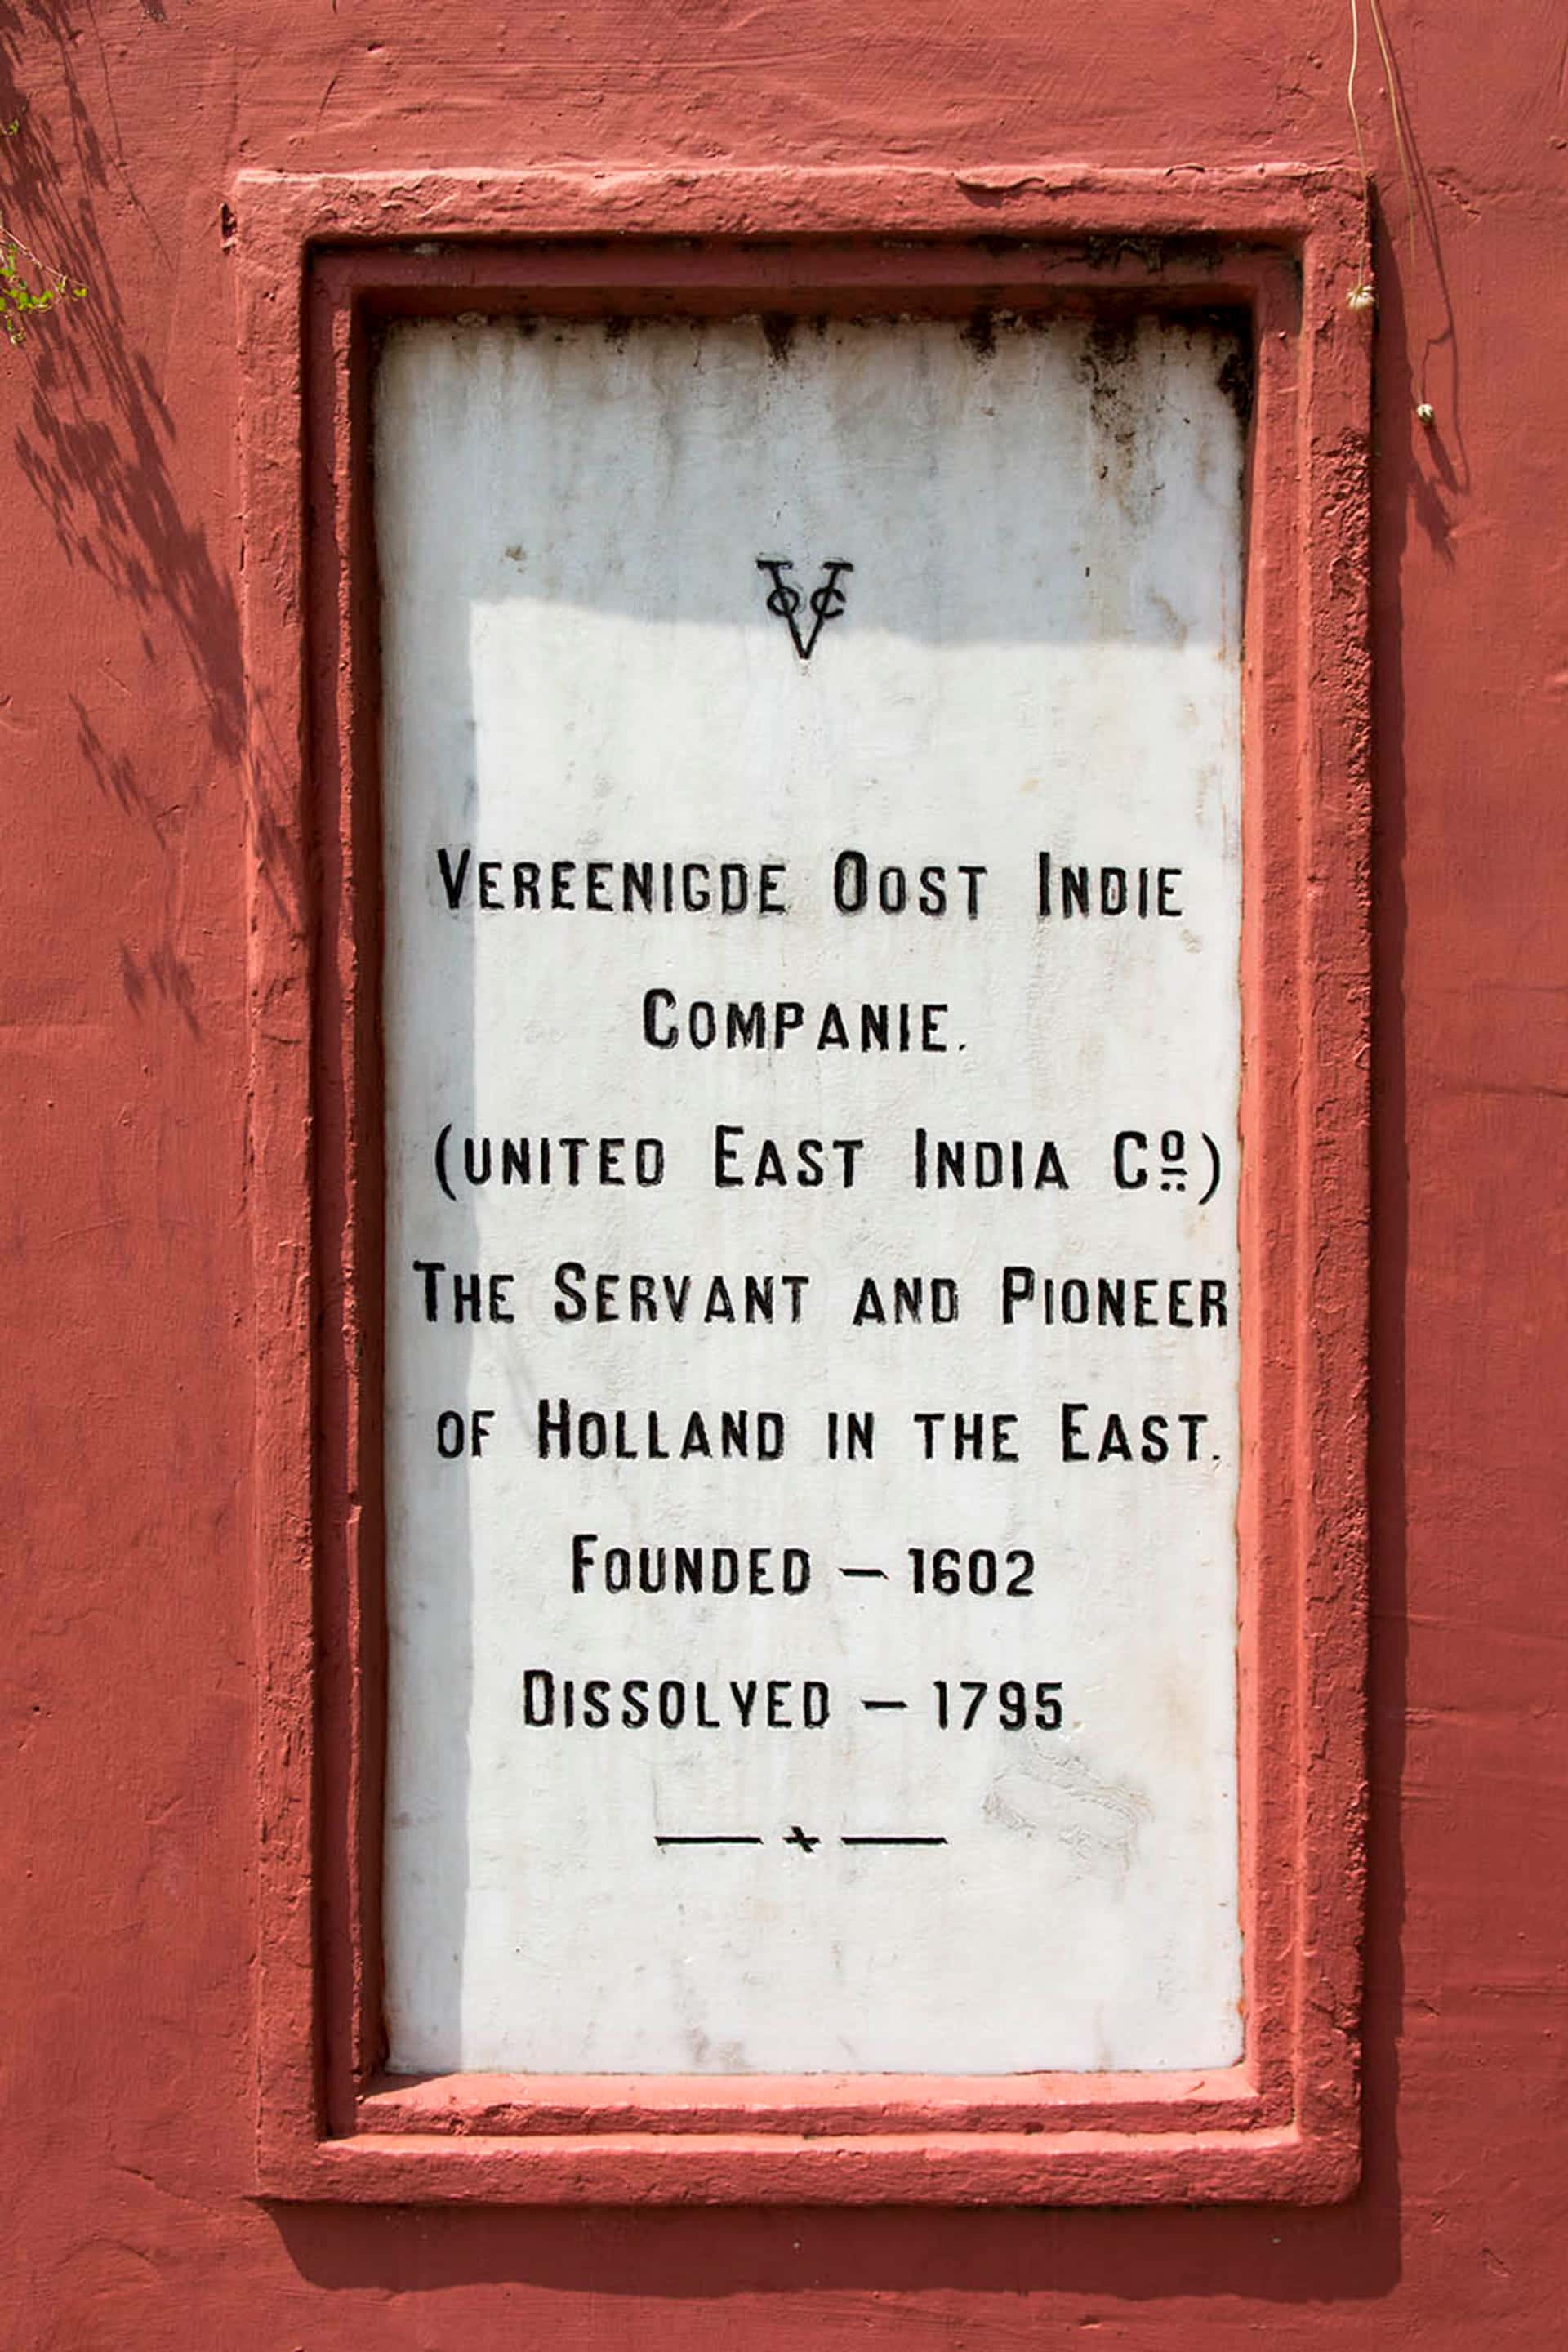 VOC
VEREENIGDE OOST INDIE
COMPANIE.
(UNITED EAST INDIA Cº)
THE SERVANT AND PIONEER
OF HOLLAND IN THE EAST.
FOUNDED – 1602
DISSOLVED – 1795